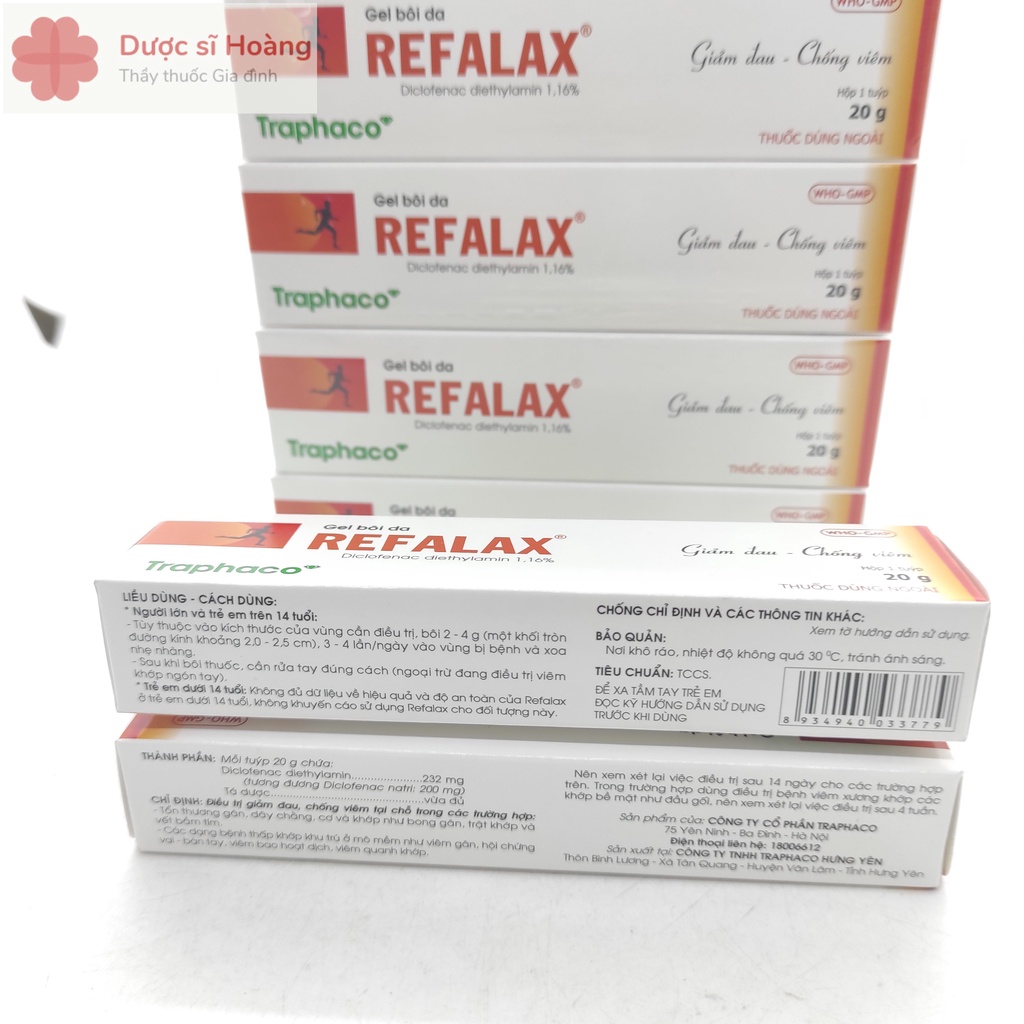 Dược sĩ Hoàng
Thầy thuốc Gia đình
WHO-GMP
Gel bôi da
REFALAX®
Diclofenac diethylamin 1,16%
Giảm đau - Chống viêm
Hộp 1 tuýp
20 g
THUỐC DÙNG NGOÀI
Traphaco
WHO-GMP
Gel bôi da
REFALAX®
Diclofenac diethylamin 1,16%
Giảm đau - Chống viêm
Hộp 1 tuýp
20 g
THUỐC DÙNG NGOÀI
Traphaco
WHO-GMP
Gel bôi da
REFALAX®
Diclofenac diethylamin 1,16%
Giảm đau - Chống viêm
Hộp 1 tuýp
20 g
THUỐC DÙNG NGOÀI
Traphaco
Gel bôi da
WHO-GMP
Gel bôi da
REFALAX®
Diclofenac diethylamin 1.16%
WHO-GMP
Giảm đau - Chống viêm
Hộp 1 tuýp
20 g
THUỐC DÙNG NGOÀI
Traphaco
LIỀU DÙNG - CÁCH DÙNG:
* Người lớn và trẻ em trên 14 tuổi:
- Tùy thuộc vào kích thước của vùng cần điều trị, bôi 2 - 4 g (một khối tròn
đường kính khoảng 2,0 - 2,5 cm), 3 - 4 lần/ngày vào vùng bị bệnh và xoa
nhẹ nhàng.
- Sau khi bôi thuốc, cần rửa tay đúng cách (ngoại trừ đang điều trị viêm
khớp ngón tay).
* Trẻ em dưới 14 tuổi: Không đủ dữ liệu về hiệu quả và độ an toàn của Refalax
ở trẻ em dưới 14 tuổi, không khuyến cáo sử dụng Refalax cho đối tượng này.
CHỐNG CHỈ ĐỊNH VÀ CÁC THÔNG TIN KHÁC:
Xem tờ hướng dẫn sử dụng.
BẢO QUẢN:
Nơi khô ráo, nhiệt độ không quá 30 ⁰C, tránh ánh sáng.
TIÊU CHUẨN: TCCS.
ĐỂ XA TẦM TAY TRẺ EM
ĐỌC KỸ HƯỚNG DẪN SỬ DỤNG
TRƯỚC KHI DÙNG
8 934940 033779
WHO-GMP
THÀNH PHẦN: Mỗi tuýp 20 g chứa:
Diclofenac diethylamin......................232 mg
(tương đương Diclofenac natri: 200 mg)
Tá dược................................................vừa đủ
CHỈ ĐỊNH: Điều trị giảm đau, chống viêm tại chỗ trong các trường hợp:
- Tổn thương gân, dây chằng, cơ và khớp như bong gân, trật khớp và
vết bầm tím.
- Các dạng bệnh thấp khớp khu trú ở mô mềm như viêm gân, hội chứng
vai - bàn tay, viêm bao hoạt dịch, viêm quanh khớp.
Nên xem xét lại việc điều trị sau 14 ngày cho các trường hợp
trên. Trong trường hợp dùng điều trị bệnh viêm xương khớp các
khớp bề mặt như đầu gối, nên xem xét lại việc điều trị sau 4 tuần.
Sản phẩm của: CÔNG TY CỔ PHẦN TRAPHACO
75 Yên Ninh - Ba Đình - Hà Nội
Điện thoại liên hệ: 18006612
Sản xuất tại: CÔNG TY TNHH TRAPHACO HƯNG YÊN
Thôn Bình Lương - Xã Tân Quang - Huyện Văn Lâm - Tỉnh Hưng Yên